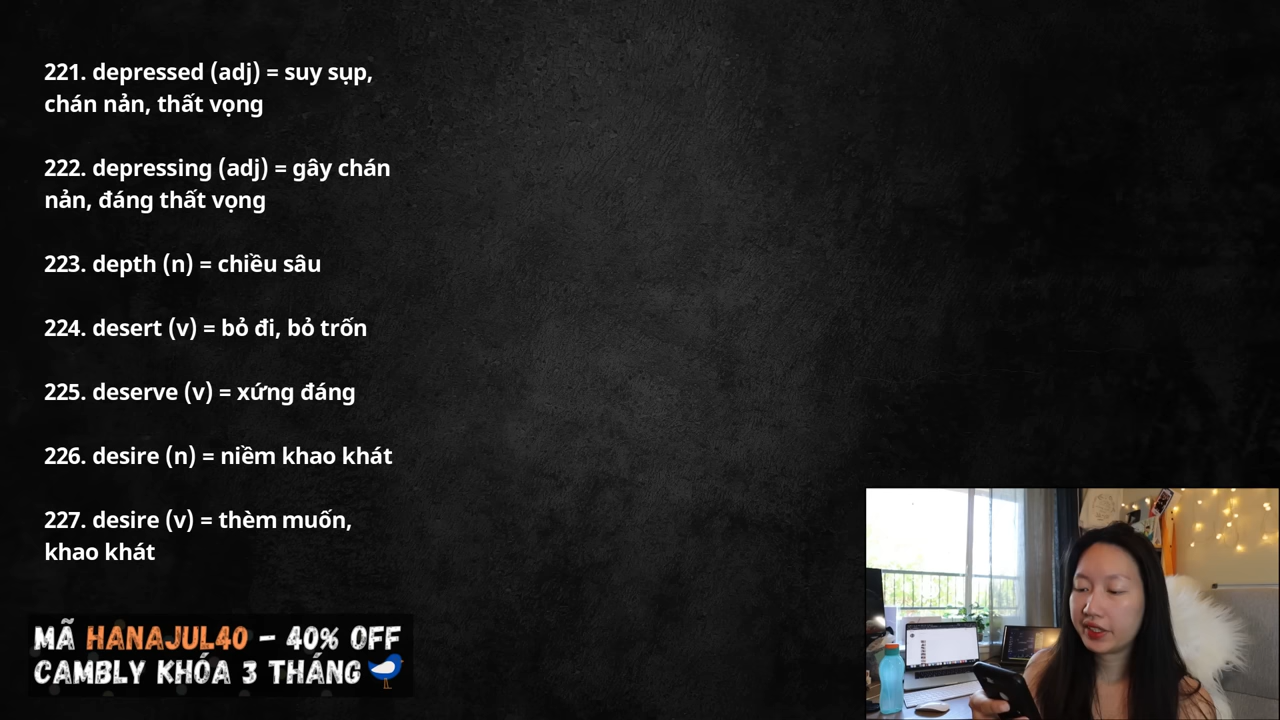 221. depressed (adj) = suy sụp,
chán nản, thất vọng
222. depressing (adj) = gây chán
nản, đáng thất vọng
223. depth (n) = chiều sâu
224. desert (v) = bỏ đi, bỏ trốn
225. deserve (v) = xứng đáng
226. desire (n) = niềm khao khát
227. desire (v) = thèm muốn,
khao khát
MÃ HANAJUL40 – 40% OFF
CAMBLY KHÓA 3 THÁNG